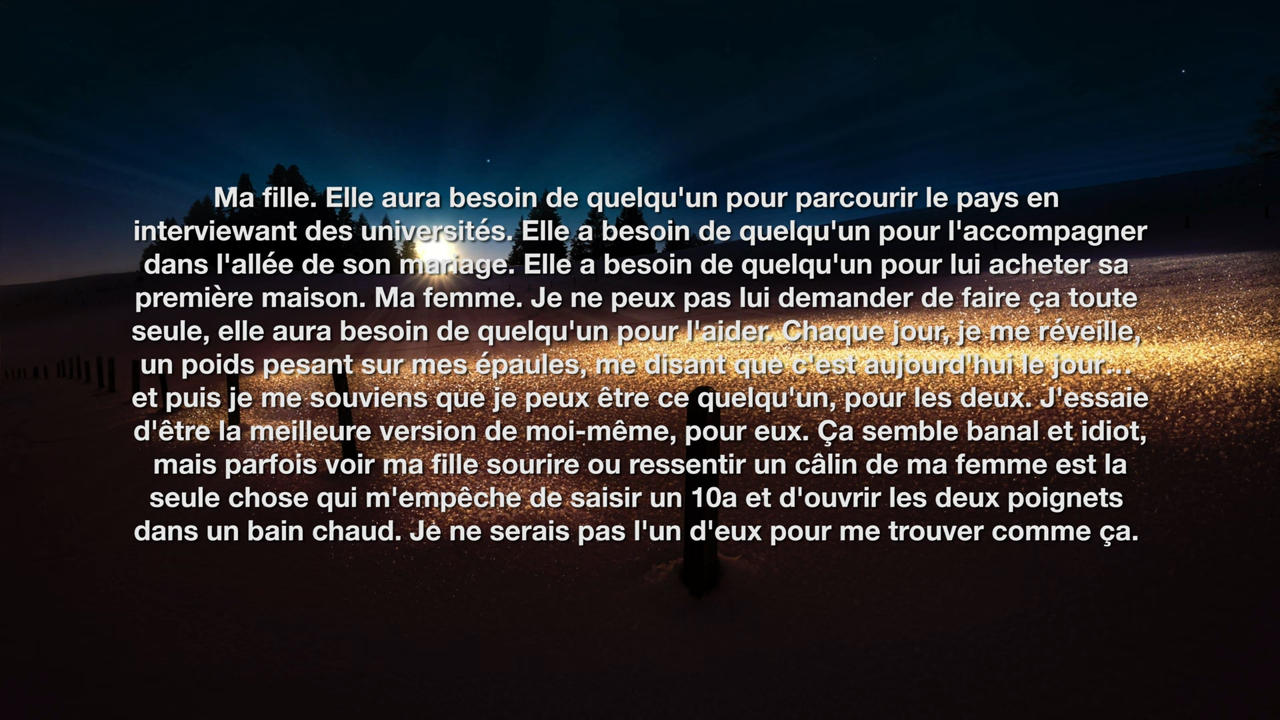 Ma fille. Elle aura besoin de quelqu'un pour parcourir le pays en
interviewant des universités. Elle a besoin de quelqu'un pour l'accompagner
dans l'allée de son mariage. Elle a besoin de quelqu'un pour lui acheter sa
première maison. Ma femme. Je ne peux pas lui demander de faire ça toute
seule, elle aura besoin de quelqu'un pour l'aider. Chaque jour, je me réveille,
un poids pesant sur mes épaules, me disant que c'est aujourd'hui le jour...
et puis je me souviens que je peux être ce quelqu'un, pour les deux. J'essaie
d'être la meilleure version de moi-même, pour eux. Ça semble banal et idiot,
mais parfois voir ma fille sourire ou ressentir un câlin de ma femme est la
seule chose qui m'empêche de saisir un 10a et d'ouvrir les deux poignets
dans un bain chaud. Je ne serais pas l'un d'eux pour me trouver comme ça.